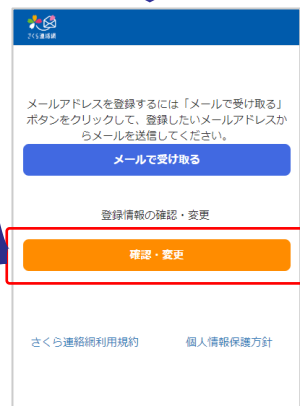 さくら連絡網
メールアドレスを登録するには「メールで受け取る」
ボタンをクリックして、登録したいメールアドレスか
らメールを送信してください。
メールで受け取る
登録情報の確認・変更
確認・変更
さくら連絡網利用規約 個人情報保護方針